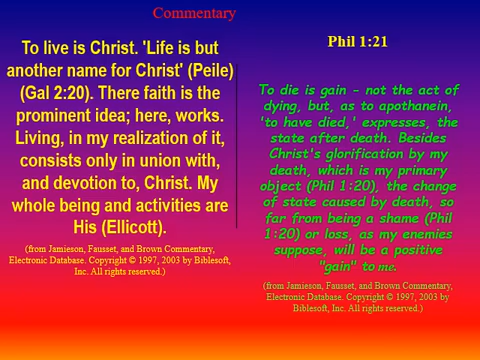 Commentary
To live is Christ. 'Life is but
another name for Christ' (Peile)
(Gal 2:20). There faith is the
prominent idea; here, works.
Living, in my realization of it,
consists only in union with,
and devotion to, Christ. My
whole being and activities are
His (Ellicott).
(from Jamieson, Fausset, and Brown Commentary,
Electronic Database. Copyright © 1997, 2003 by Biblesoft,
Inc. All rights reserved.)
Phil 1:21
To die is gain - not the act of
dying, but, as to apothanein,
'to have died,' expresses, the
state after death. Besides
Christ's glorification by my
death, which is my primary
object (Phil 1:20), the change
of state caused by death, so
far from being a shame (Phil
1:20) or loss, as my enemies
suppose, will be a positive
"gain" to me.
(from Jamieson, Fausset, and Brown Commentary,
Electronic Database. Copyright © 1997, 2003 by
Biblesoft, Inc. All rights reserved.)